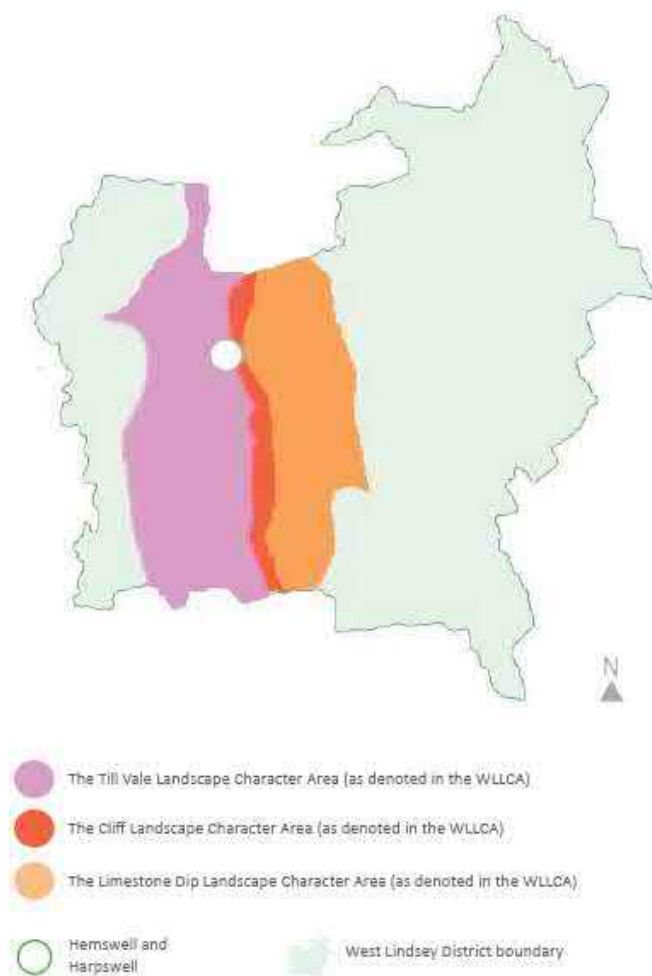 N
The Till Vale Landscape Character Area (as denoted in the WLLCA)
The Cliff Landscape Character Area (as denoted in the WLLCA)
The Limestone Dip Landscape Character Area (as denoted in the WLLCA)
Hemswell and
Harpswell
West Lindsey District boundary